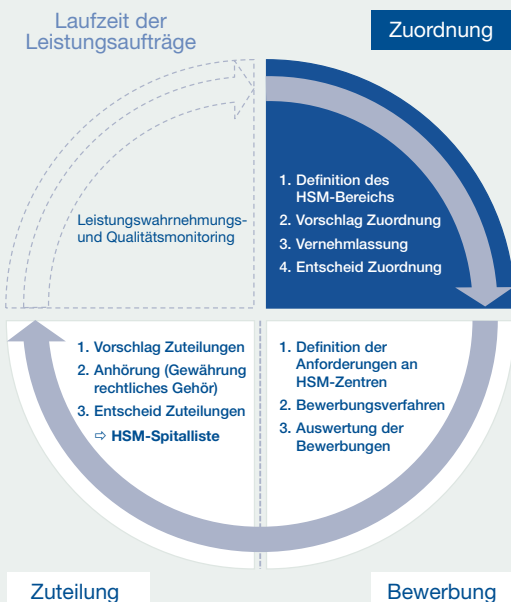 Laufzeit der
Leistungsaufträge
Zuordnung
1. Definition des
HSM-Bereichs
2. Vorschlag Zuordnung
3. Vernehmlassung
4. Entscheid Zuordnung
Leistungswahrnehmungs-
und Qualitätsmonitoring
1. Vorschlag Zuteilungen
2. Anhörung (Gewährung
rechtliches Gehör)
3. Entscheid Zuteilungen
⇨ HSM-Spitalliste
1. Definition der
Anforderungen an
HSM-Zentren
2. Bewerbungsverfahren
3. Auswertung der
Bewerbungen
Zuteilung
Bewerbung